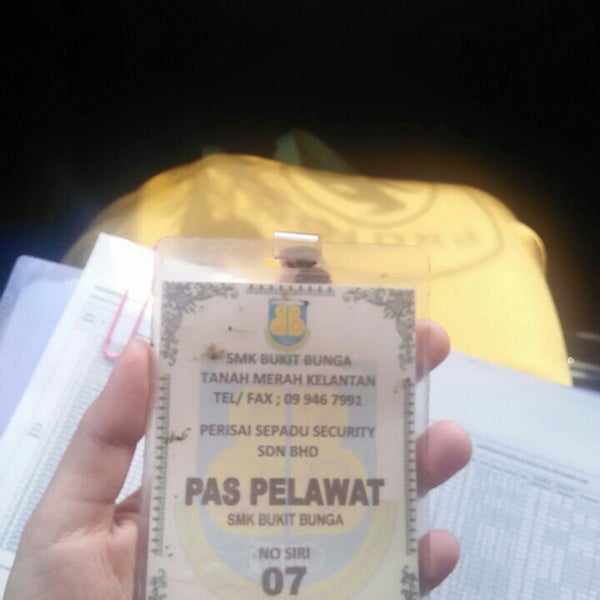 SMK BUKIT BUNGA
TANAH MERAH KELANTAN
TEL/ FAX ; 09 946 7991
PERISAI SEPADU SECURITY
SDN BHD
PAS PELAWAT
SMK BUKIT BUNGA
NO SIRI
07